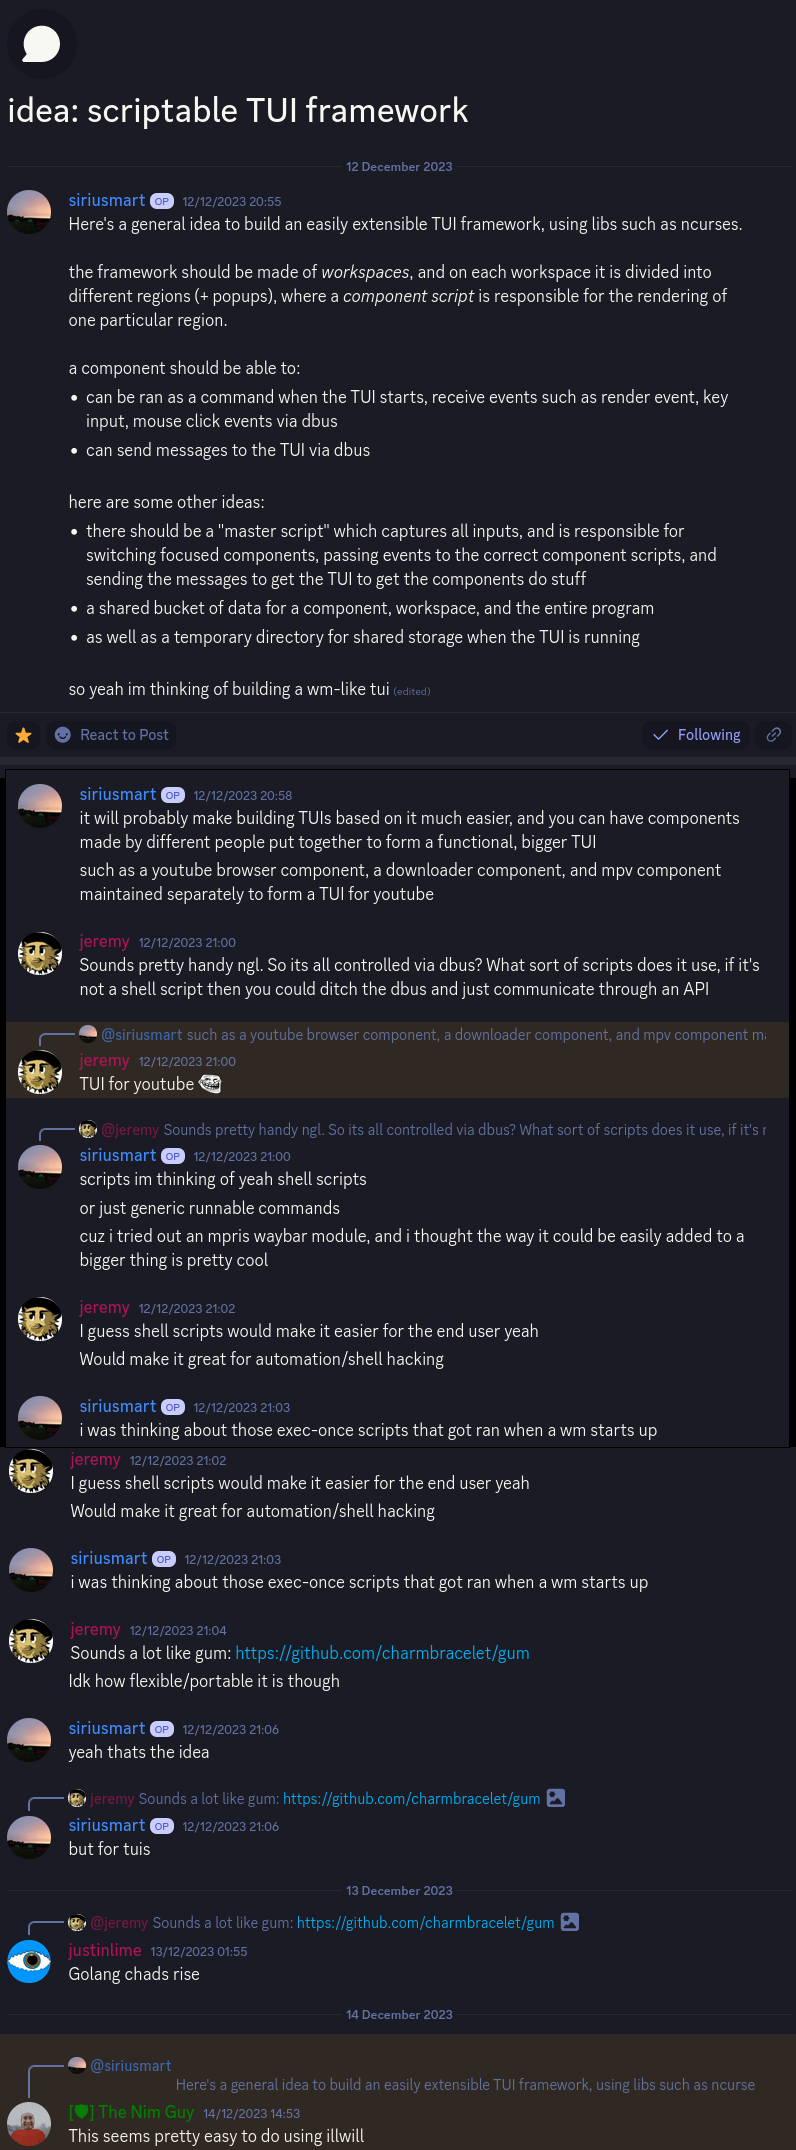 idea: scriptable TUI framework
12 December 2023
siriusmart OP 12/12/2023 20:55
Here's a general idea to build an easily extensible TUI framework, using libs such as ncurses.
the framework should be made of workspaces, and on each workspace it is divided into
different regions (+ popups), where a component script is responsible for the rendering of
one particular region.
a component should be able to:
• can be ran as a command when the TUI starts, receive events such as render event, key
input, mouse click events via dbus
• can send messages to the TUI via dbus
here are some other ideas:
• there should be a "master script" which captures all inputs, and is responsible for
switching focused components, passing events to the correct component scripts, and
sending the messages to get the TUI to get the components do stuff
• a shared bucket of data for a component, workspace, and the entire program
• as well as a temporary directory for shared storage when the TUI is running
so yeah im thinking of building a wm-like tui (edited)
React to Post
Following
siriusmart OP 12/12/2023 20:58
it will probably make building TUIs based on it much easier, and you can have components
made by different people put together to form a functional, bigger TUI
such as a youtube browser component, a downloader component, and mpv component
maintained separately to form a TUI for youtube
jeremy 12/12/2023 21:00
Sounds pretty handy ngl. So its all controlled via dbus? What sort of scripts does it use, if it's
not a shell script then you could ditch the dbus and just communicate through an API
@siriusmart such as a youtube browser component, a downloader component, and mpv component
jeremy 12/12/2023 21:00
TUI for youtube
@jeremy Sounds pretty handy ngl. So its all controlled via dbus? What sort of scripts does it use, if it's
siriusmart OP 12/12/2023 21:00
scripts im thinking of yeah shell scripts
or just generic runnable commands
cuz i tried out an mpris waybar module, and i thought the way it could be easily added to a
bigger thing is pretty cool
jeremy 12/12/2023 21:02
I guess shell scripts would make it easier for the end user yeah
Would make it great for automation/shell hacking
siriusmart OP 12/12/2023 21:03
i was thinking about those exec-once scripts that got ran when a wm starts up
jeremy 12/12/2023 21:02
I guess shell scripts would make it easier for the end user yeah
Would make it great for automation/shell hacking
siriusmart OP 12/12/2023 21:03
i was thinking about those exec-once scripts that got ran when a wm starts up
jeremy 12/12/2023 21:04
Sounds a lot like gum: https://github.com/charmbracelet/gum
Idk how flexible/portable it is though
siriusmart OP 12/12/2023 21:06
yeah thats the idea
jeremy Sounds a lot like gum: https://github.com/charmbracelet/gum
siriusmart OP 12/12/2023 21:06
but for tuis
13 December 2023
@jeremy Sounds a lot like gum: https://github.com/charmbracelet/gum
justinlime 13/12/2023 01:55
Golang chads rise
14 December 2023
@siriusmart
Here's a general idea to build an easily extensible TUI framework, using libs such as ncurse
[🛡] The Nim Guy 14/12/2023 14:53
This seems pretty easy to do using illwill